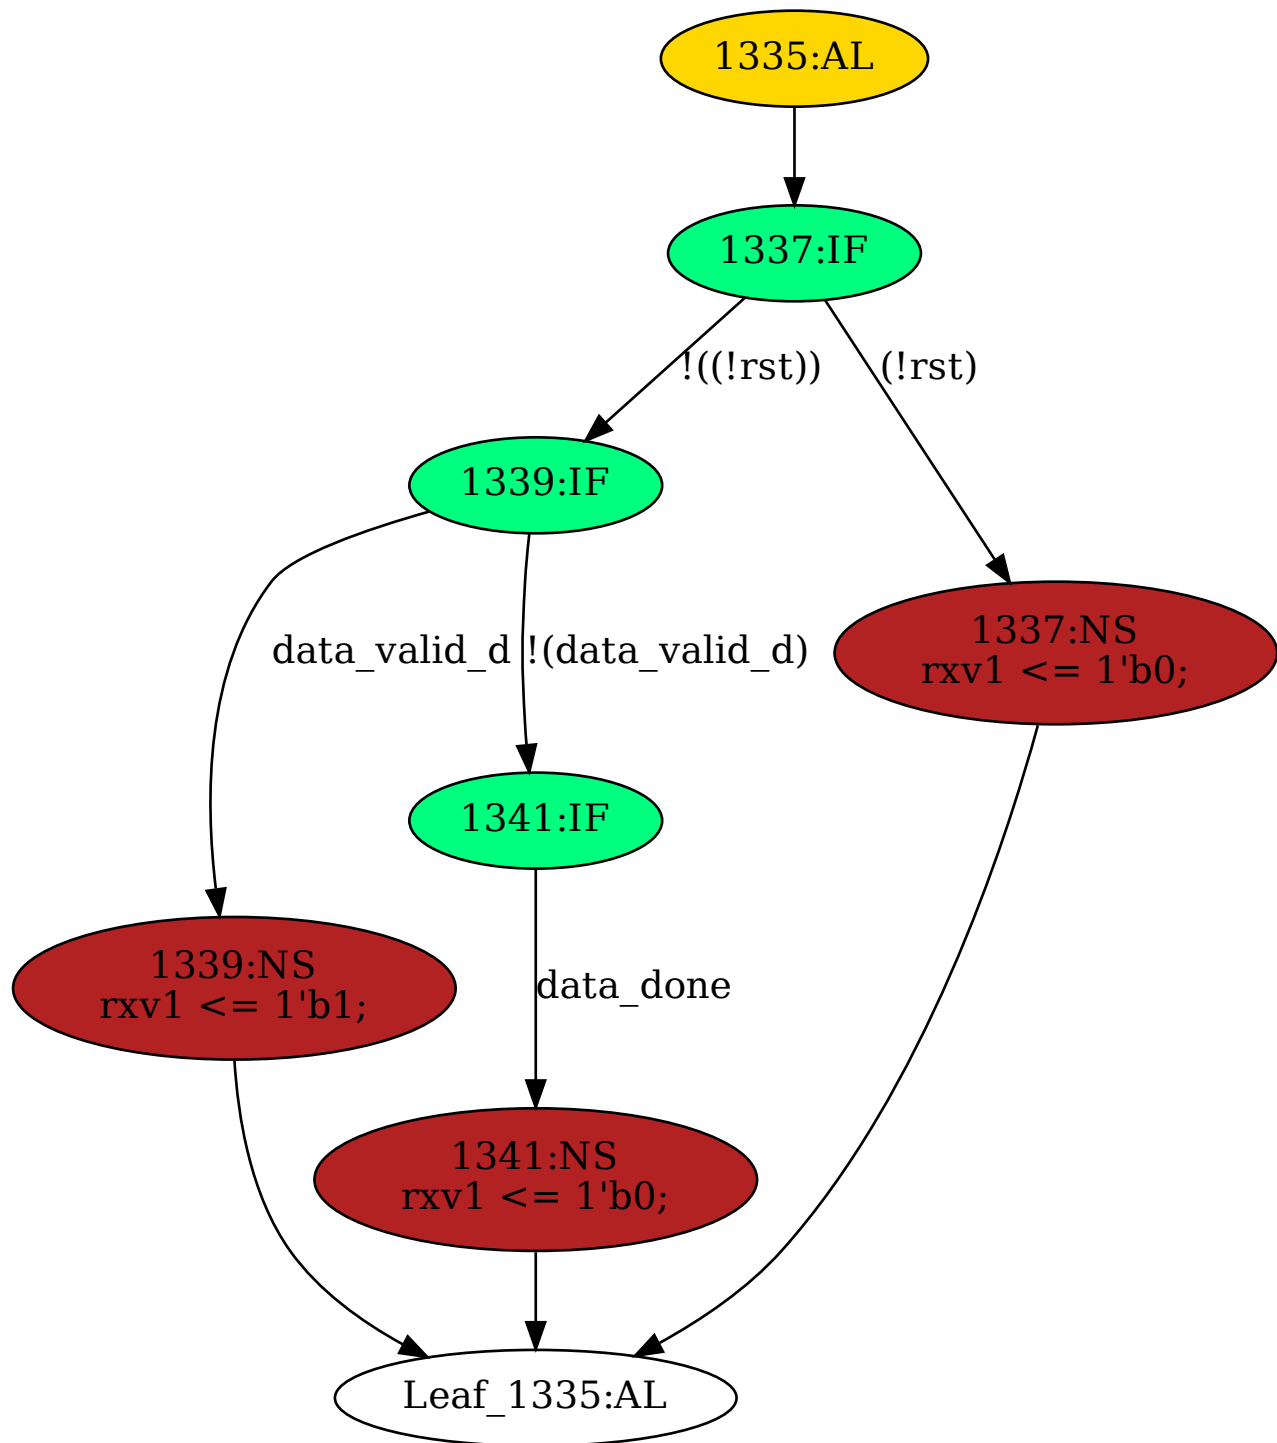 1335:AL
1337:IF
!((!rst))
(!rst)
1339:IF
data_valid_d
!(data_valid_d)
1337:NS
rxv1 <= 1'b0;
1341:IF
1339:NS
rxv1 <= 1'b1;
data_done
1341:NS
rxv1 <= 1'b0;
Leaf_1335:AL